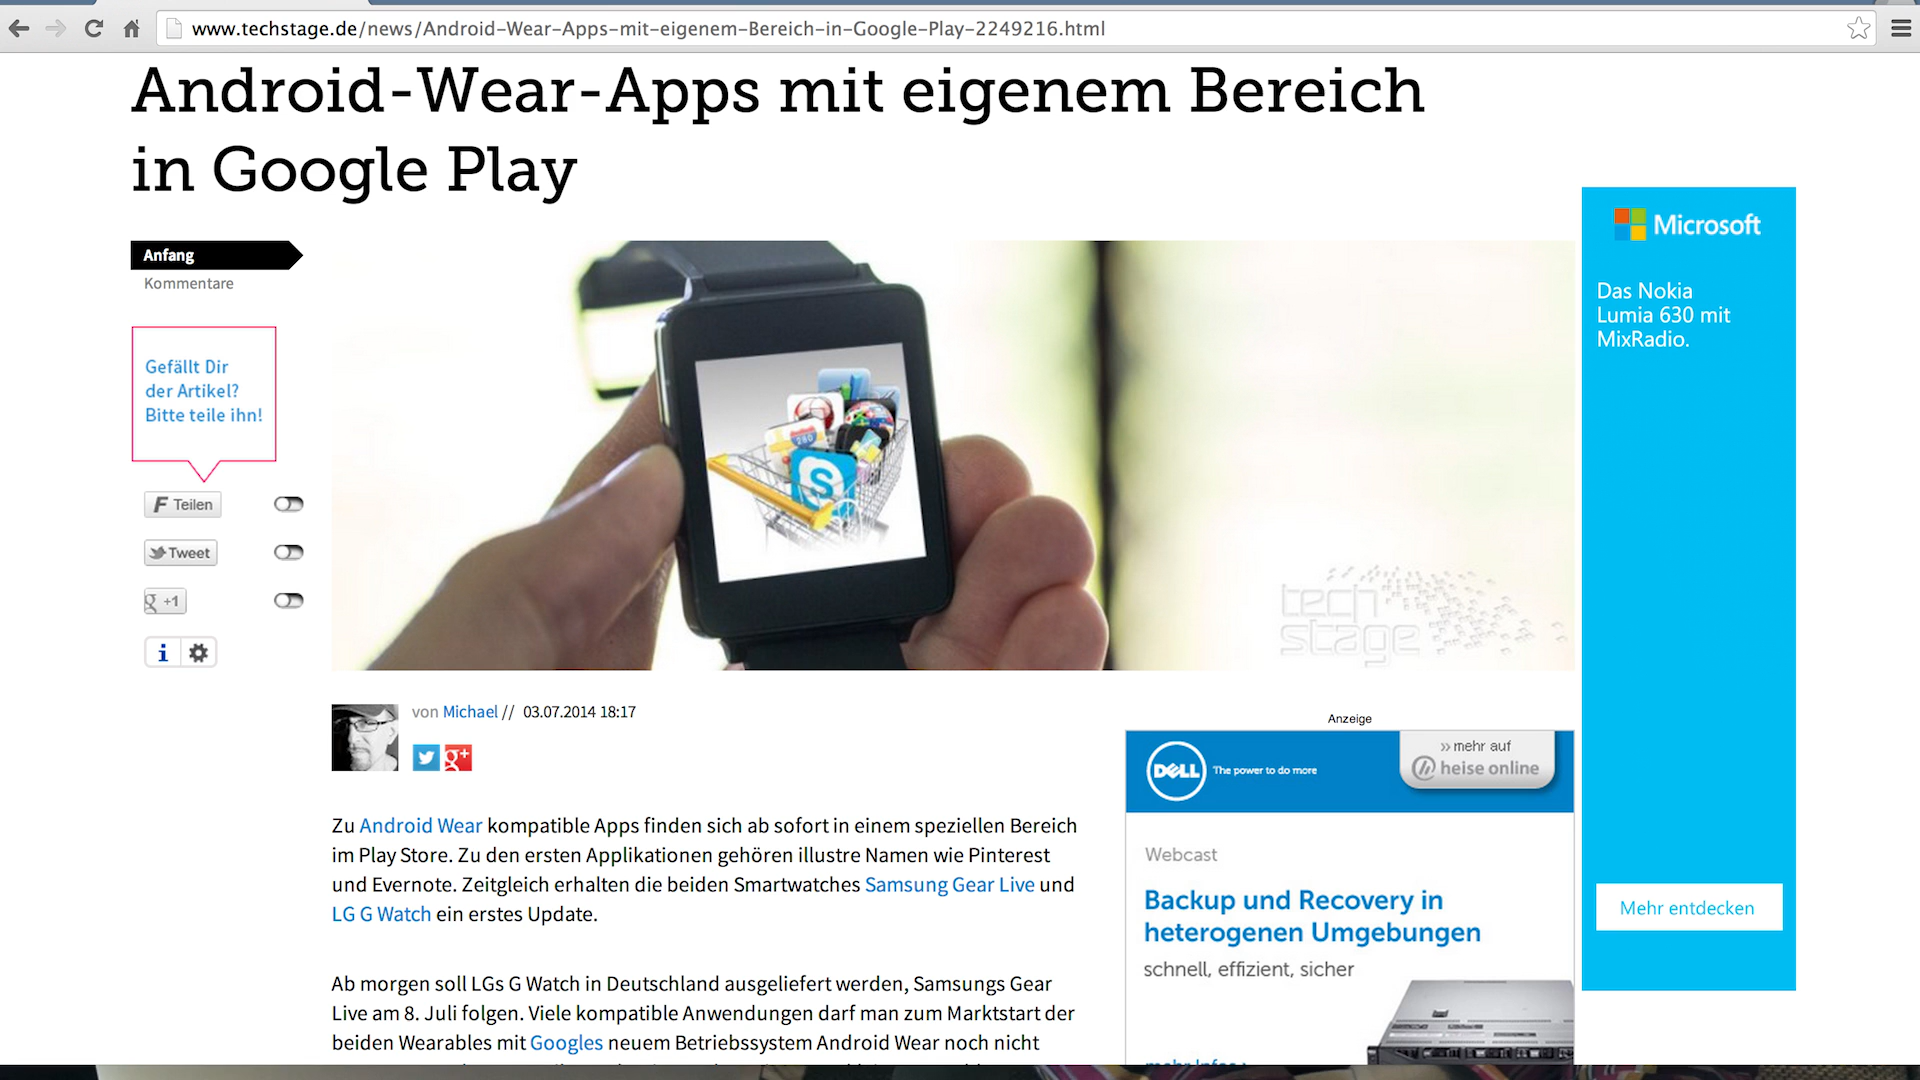 www.techstage.de/news/Android-Wear-Apps-mit-eigenem-Bereich-in-Google-Play-2249216.html
Android-Wear-Apps mit eigenem Bereich
in Google Play
Anfang
Kommentare
Gefällt Dir
der Artikel?
Bitte teile ihn!
F Teilen
Tweet
g +1
i
280
S
tech
stage
von Michael // 03.07.2014 18:17
g+
Zu Android Wear kompatible Apps finden sich ab sofort in einem speziellen Bereich
im Play Store. Zu den ersten Applikationen gehören illustre Namen wie Pinterest
und Evernote. Zeitgleich erhalten die beiden Smartwatches Samsung Gear Live und
LG G Watch ein erstes Update.
Ab morgen soll LGs G Watch in Deutschland ausgeliefert werden, Samsungs Gear
Live am 8. Juli folgen. Viele kompatible Anwendungen darf man zum Marktstart der
beiden Wearables mit Googles neuem Betriebssystem Android Wear noch nicht
Anzeige
DELL The power to do more
» mehr auf
heise online
Webcast
Backup und Recovery in
heterogenen Umgebungen
schnell, effizient, sicher
mehr Infos ›
Microsoft
Das Nokia
Lumia 630 mit
MixRadio.
Mehr entdecken